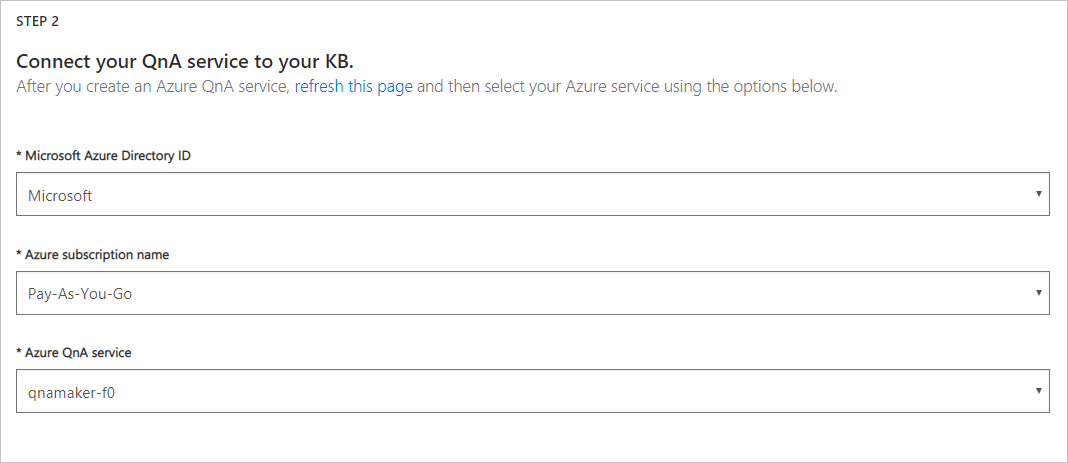 STEP 2
Connect your QnA service to your KB.
After you create an Azure QnA service, refresh this page and then select your Azure service using the options below.
* Microsoft Azure Directory ID
Microsoft
* Azure subscription name
Pay-As-You-Go
* Azure QnA service
qnamaker-f0